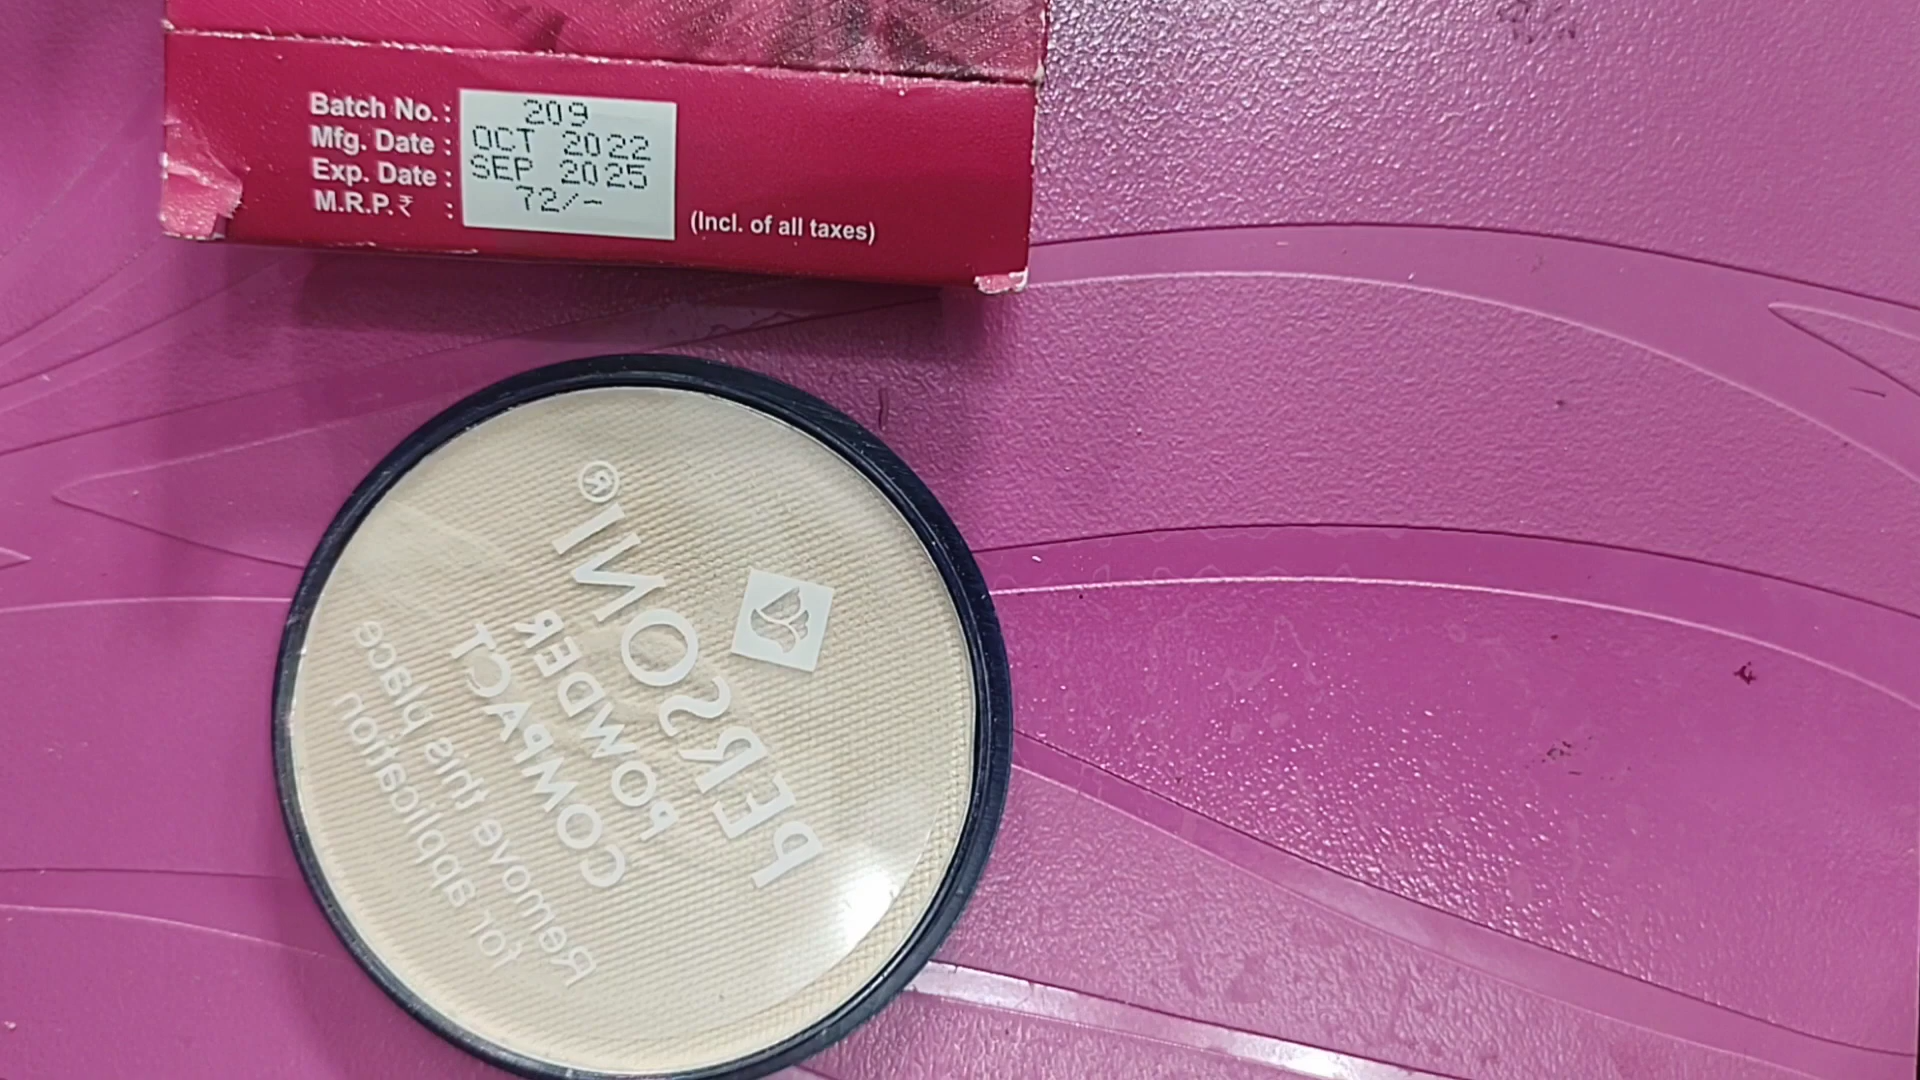 Batch No. : 209
Mfg. Date : OCT 2022
Exp. Date : SEP 2025
M.R.P.₹ : 72/-
(Incl. of all taxes)
PERSONI®
POWDER
COMPACT
Remove this place
for application